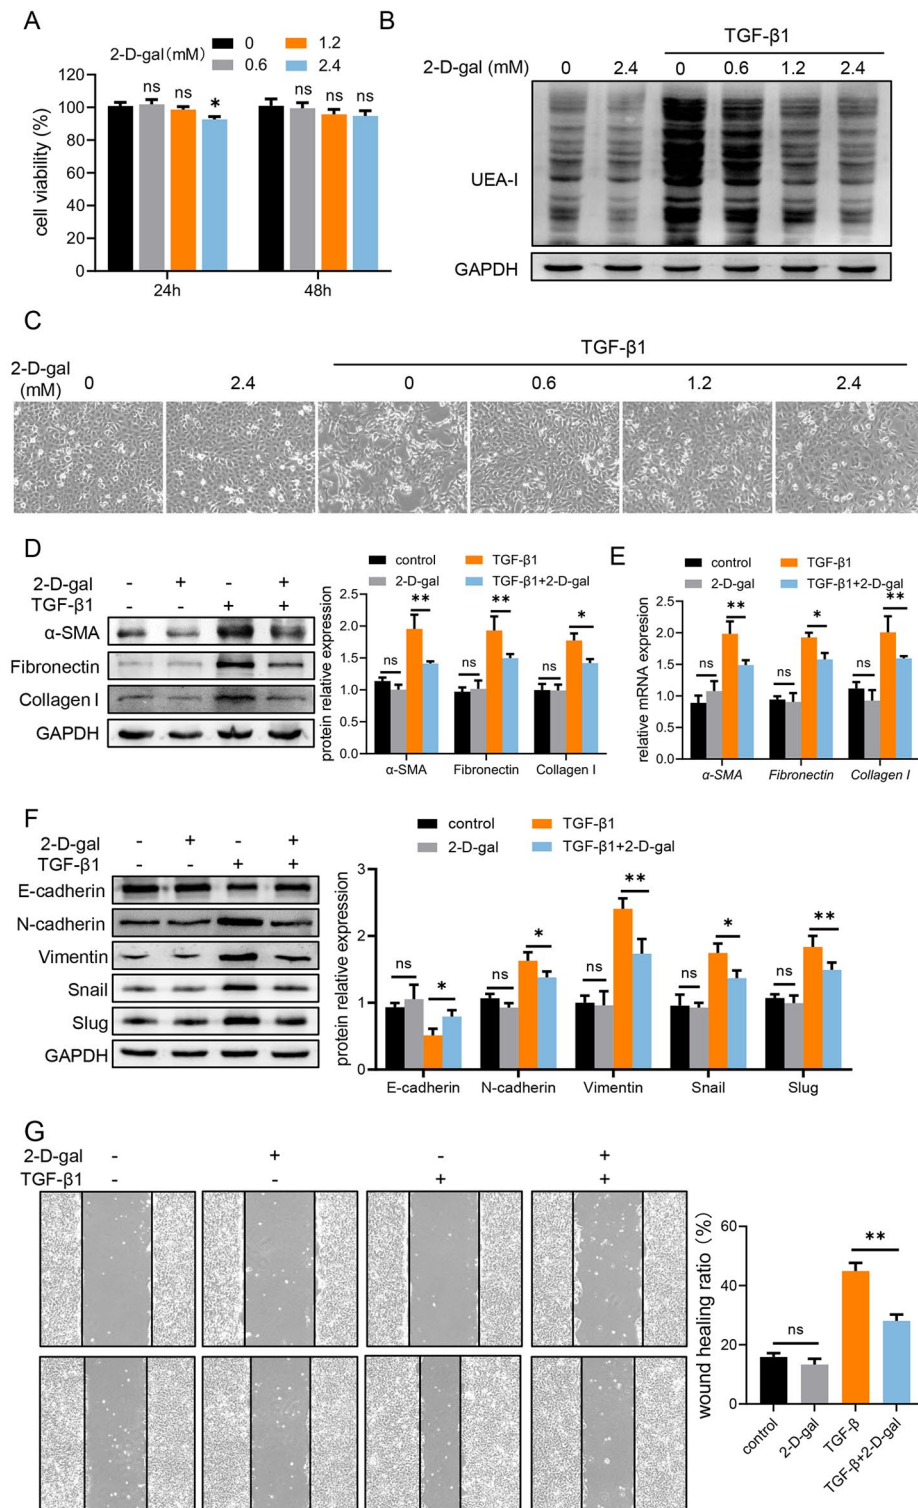 A
2-D-gal(mM) 0 1.2
0.6 2.4
cell viability (%)
120
100
80
60
40
20
0
ns ns *
ns ns ns
24h 48h
B
TGF-β1
2-D-gal (mM) 0 2.4 0 0.6 1.2 2.4
UEA-I
GAPDH
C
TGF-β1
2-D-gal
(mM) 0 2.4 0 0.6 1.2 2.4
D
2-D-gal - + - +
TGF-β1 - - + +
α-SMA
Fibronectin
Collagen I
GAPDH
control TGF-β1
2-D-gal TGF-β1+2-D-gal
protein relative expression
2.5
2.0
1.5
1.0
0.5
0.0
ns ** ns ** ns *
α-SMA Fibronectin Collagen I
E
control TGF-β1
2-D-gal TGF-β1+2-D-gal
relative mRNA expression
2.5
2.0
1.5
1.0
0.5
0.0
ns ** ns * ns **
α-SMA Fibronectin Collagen I
F
2-D-gal - + - +
TGF-β1 - - + +
E-cadherin
N-cadherin
Vimentin
Snail
Slug
GAPDH
control TGF-β1
2-D-gal TGF-β1+2-D-gal
protein relative expression
3
2
1
0
ns * ns * ns ** ns * ns **
E-cadherin N-cadherin Vimentin Snail Slug
G
2-D-gal - + - +
TGF-β1 - - + +
wound healing ratio (%)
60
40
20
0
ns **
control 2-D-gal TGF-β TGF-β+2-D-gal